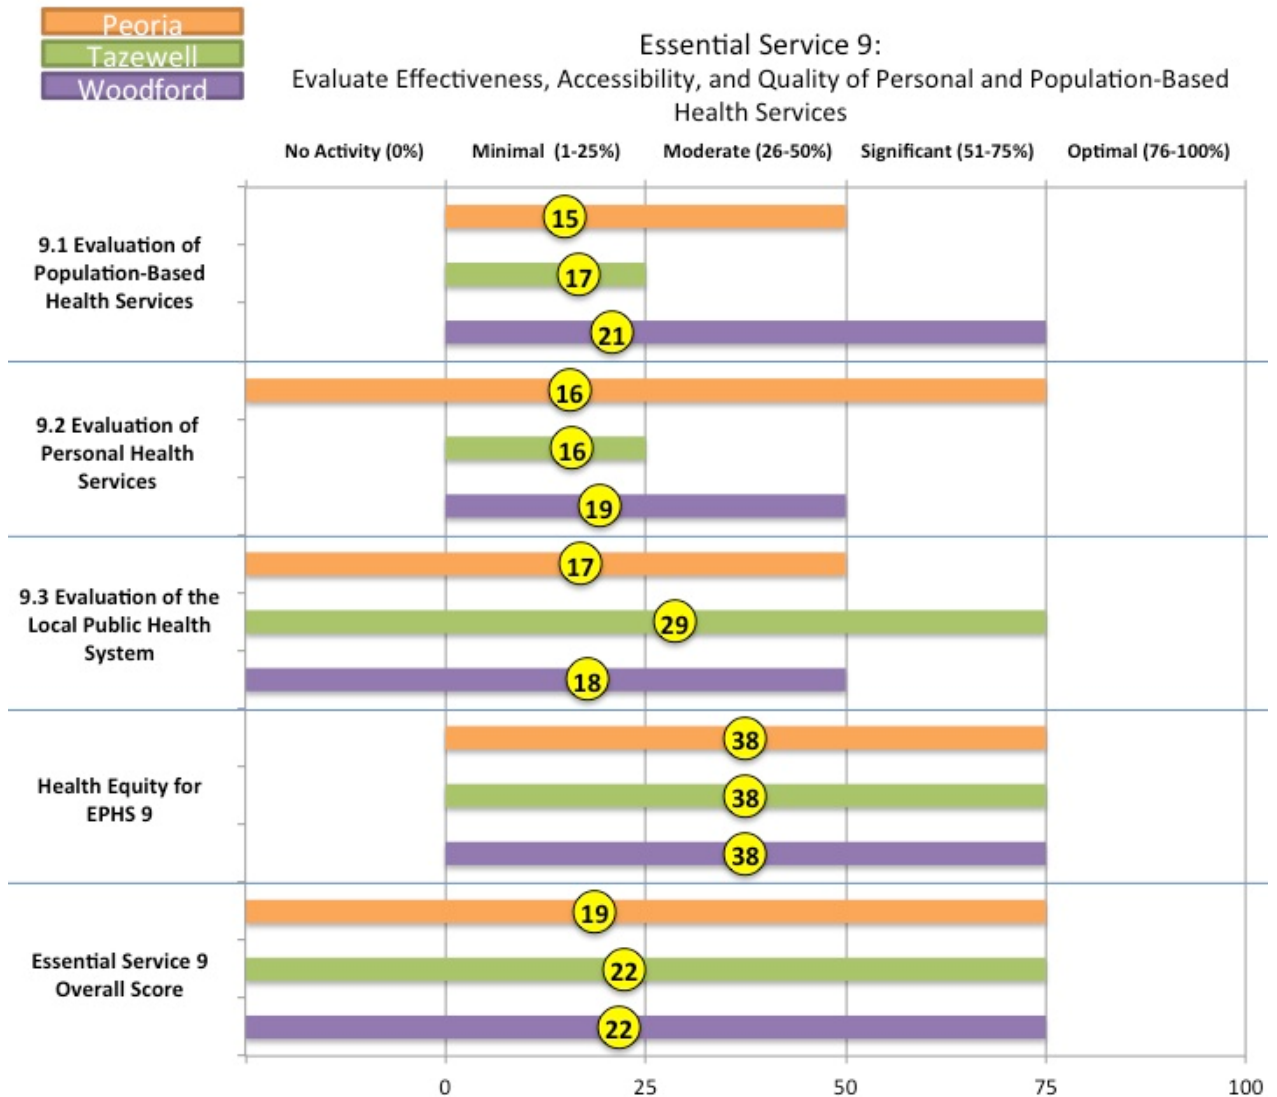 Peoria
Tazewell
Woodford
Essential Service 9:
Evaluate Effectiveness, Accessibility, and Quality of Personal and Population-Based
Health Services
No Activity (0%) Minimal (1-25%) Moderate (26-50%) Significant (51-75%) Optimal (76-100%)
9.1 Evaluation of
Population-Based
Health Services
15
17
21
9.2 Evaluation of
Personal Health
Services
16
16
19
9.3 Evaluation of the
Local Public Health
System
17
29
18
Health Equity for
EPHS 9
38
38
38
Essential Service 9
Overall Score
19
22
22
0 25 50 75 100